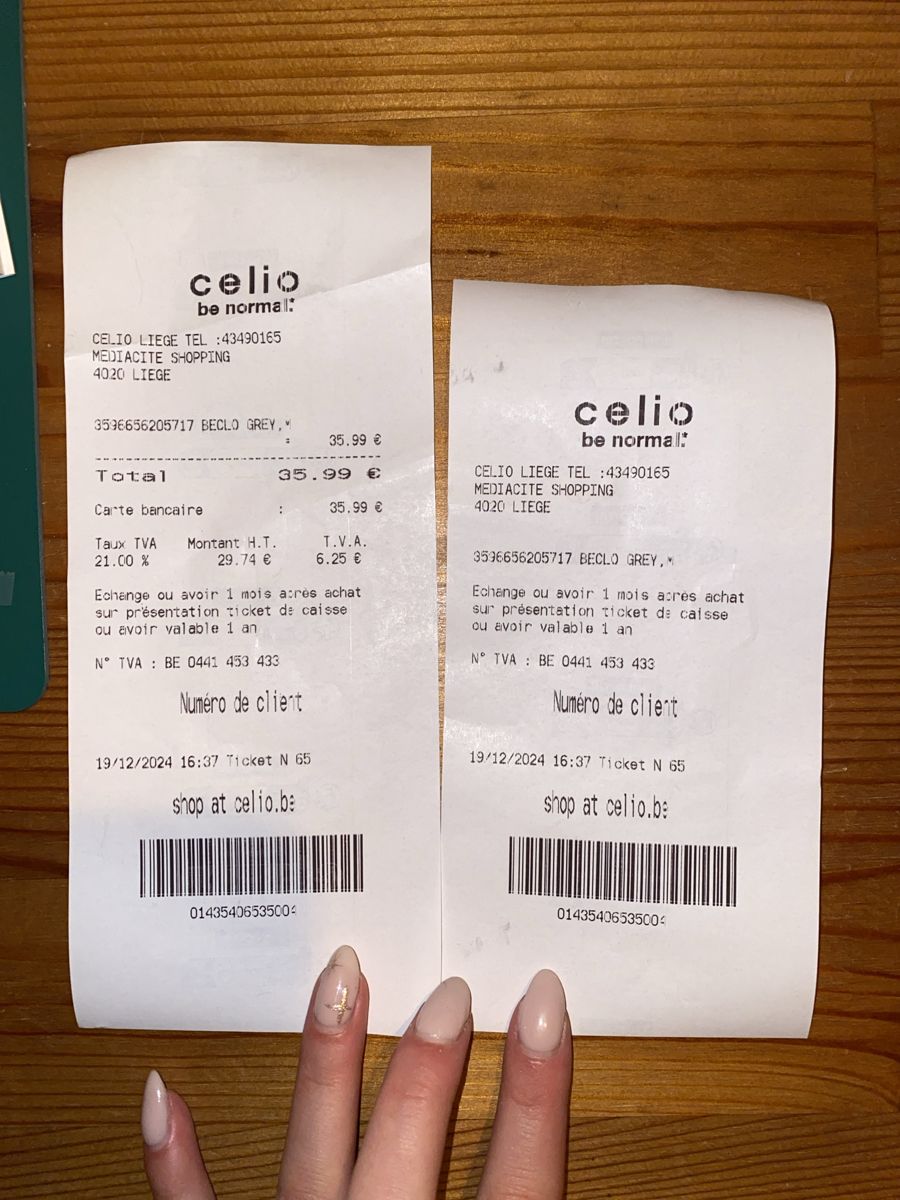 celio
be normal*
CELIO LIEGE TEL :43490165
MEDIACITE SHOPPING
4020 LIEGE
3596656205717 BECLO GREY,M
: 35.99 €
Total 35.99 €
Carte bancaire : 35.99 €
Taux TVA Montant H.T. T.V.A.
21.00 % 29.74 € 6.25 €
Echange ou avoir 1 mois après achat
sur présentation ticket de caisse
ou avoir valable 1 an
N° TVA : BE 0441 453 433
Numéro de client
19/12/2024 16:37 Ticket N 65
shop at celio.be
celio
be normal*
CELIO LIEGE TEL :43490165
MEDIACITE SHOPPING
4020 LIEGE
3596656205717 BECLO GREY,M
Echange ou avoir 1 mois après achat
sur présentation ticket de caisse
ou avoir valable 1 an
N° TVA : BE 0441 453 433
Numéro de client
19/12/2024 16:37 Ticket N 65
shop at celio.be